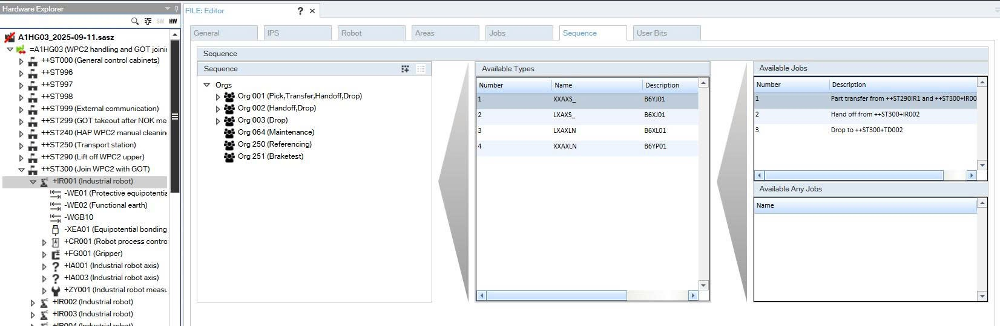 Hardware Explorer
SW HW
A1HG03_2025-09-11.sasz
=A1HG03 (WPC2 handling and GOT joinin
++ST000 (General control cabinets)
++ST996
++ST997
++ST998
++ST999 (External communication)
++ST299 (GOT takeout after NOK me
++ST240 (HAP WPC2 manual cleanin
++ST250 (Transport station)
++ST290 (Lift off WPC2 upper)
++ST300 (Join WPC2 with GOT)
+IR001 (Industrial robot)
-WE01 (Protective equipotentia
-WE02 (Functional earth)
-WGB10
-XEA01 (Equipotential bonding
+CR001 (Robot process contro
+FG001 (Gripper)
+IA001 (Industrial robot axis)
+IA003 (Industrial robot axis)
+ZY001 (Industrial robot measu
+IR002 (Industrial robot)
+IR003 (Industrial robot)
+IR004 (Industrial robot)
FILE: Editor ? ×
General IPS Robot Areas Jobs Sequence User Bits
Sequence
Sequence
Orgs
Org 001 (Pick,Transfer,Handoff,Drop)
Org 002 (Handoff,Drop)
Org 003 (Drop)
Org 064 (Maintenance)
Org 250 (Referencing)
Org 251 (Braketest)
Available Types
Number Name Description
1 XXAXS_ B6YJ01
2 LXAXS_ B6XJ01
3 LXAXLN B6XL01
4 XXAXLN B6YP01
Available Jobs
Number Description
1 Part transfer from ++ST290IR1 and ++ST300+IR00
2 Hand off from ++ST300+IR002
3 Drop to ++ST300+TD002
Available Any Jobs
Name